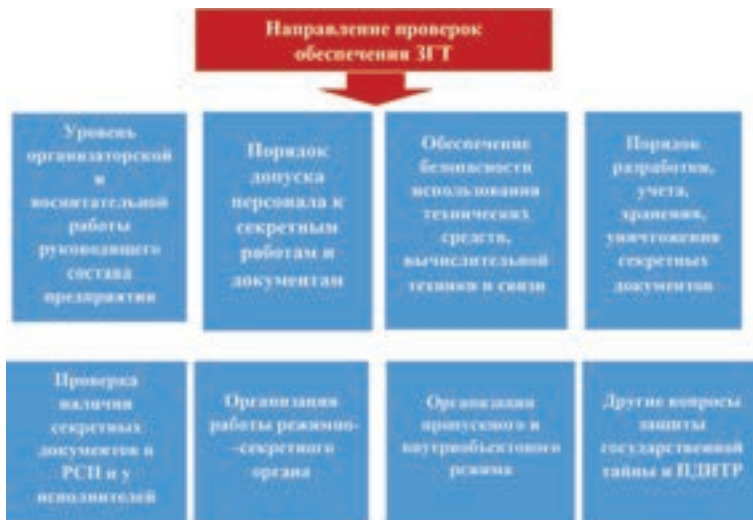 Направление проверок
обеспечения ЗГТ
Уровень
организаторской
и
воспитательной
работы
руководящего
состава
предприятия
Порядок
допуска
персонала к
секретным
работам и
документам
Обеспечение
безопасности
использования
технических
средств,
вычислительной
техники и связи
Порядок
разработки,
учета,
хранения,
уничтожения
секретных
документов
Проверка
наличия
секретных
документов в
РСП и у
исполнителей
Организация
работы режимно-
-секретного
органа
Организация
пропускного и
внутриобъектового
режима
Другие вопросы
защиты
государственной
тайны и ПДИТР